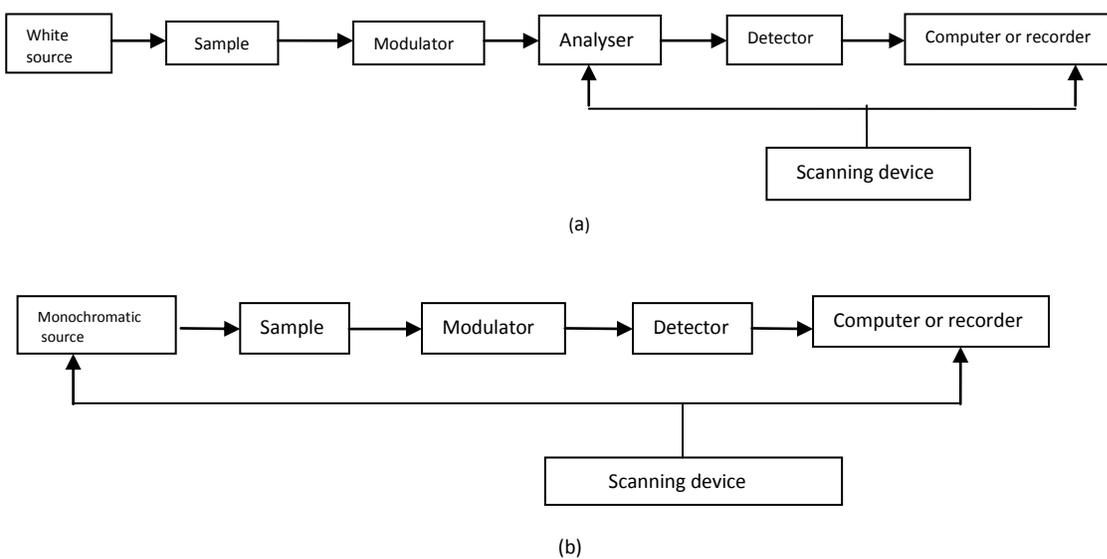 White
source
Sample
Modulator
Analyser
Detector
Computer or recorder
Scanning device
(a)
Monochromatic
source
Sample
Modulator
Detector
Computer or recorder
Scanning device
(b)